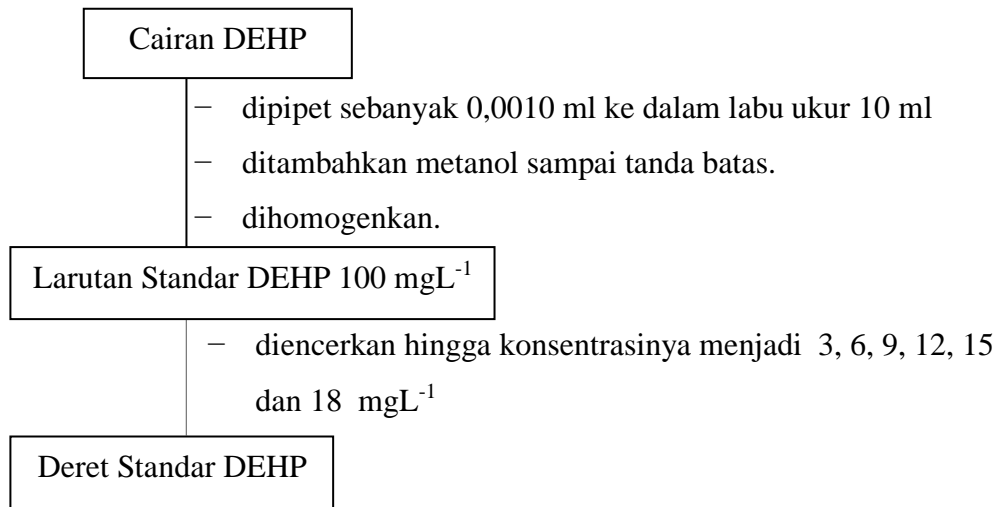 Cairan DEHP
− dipipet sebanyak 0,0010 ml ke dalam labu ukur 10 ml
− ditambahkan metanol sampai tanda batas.
− dihomogenkan.
Larutan Standar DEHP 100 mgL⁻¹
− diencerkan hingga konsentrasinya menjadi 3, 6, 9, 12, 15
dan 18 mgL⁻¹
Deret Standar DEHP